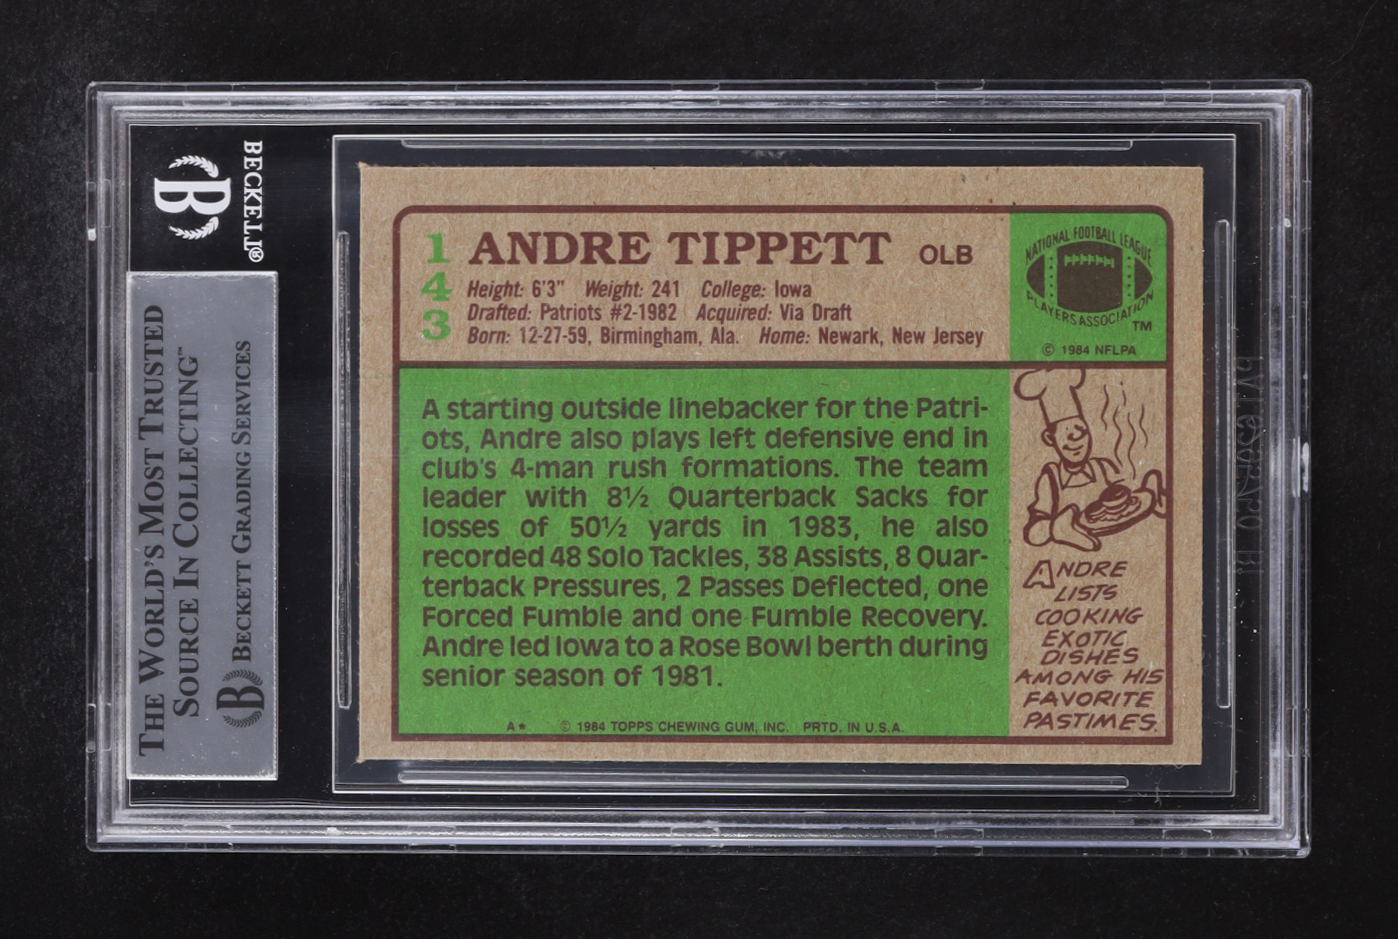 BECKETT®
B
THE WORLD'S MOST TRUSTED
SOURCE IN COLLECTING™
B BECKETT GRADING SERVICES
143
ANDRE TIPPETT OLB
Height: 6'3" Weight: 241 College: Iowa
Drafted: Patriots #2-1982 Acquired: Via Draft
Born: 12-27-59, Birmingham, Ala. Home: Newark, New Jersey
NATIONAL FOOTBALL LEAGUE
PLAYERS ASSOCIATION
TM
© 1984 NFLPA
A starting outside linebacker for the Patri-
ots, Andre also plays left defensive end in
club's 4-man rush formations. The team
leader with 8½ Quarterback Sacks for
losses of 50½ yards in 1983, he also
recorded 48 Solo Tackles, 38 Assists, 8 Quar-
terback Pressures, 2 Passes Deflected, one
Forced Fumble and one Fumble Recovery.
Andre led Iowa to a Rose Bowl berth during
senior season of 1981.
A* © 1984 TOPPS CHEWING GUM, INC. PRTD. IN U.S.A.
ANDRE
LISTS
COOKING
EXOTIC
DISHES
AMONG HIS
FAVORITE
PASTIMES.